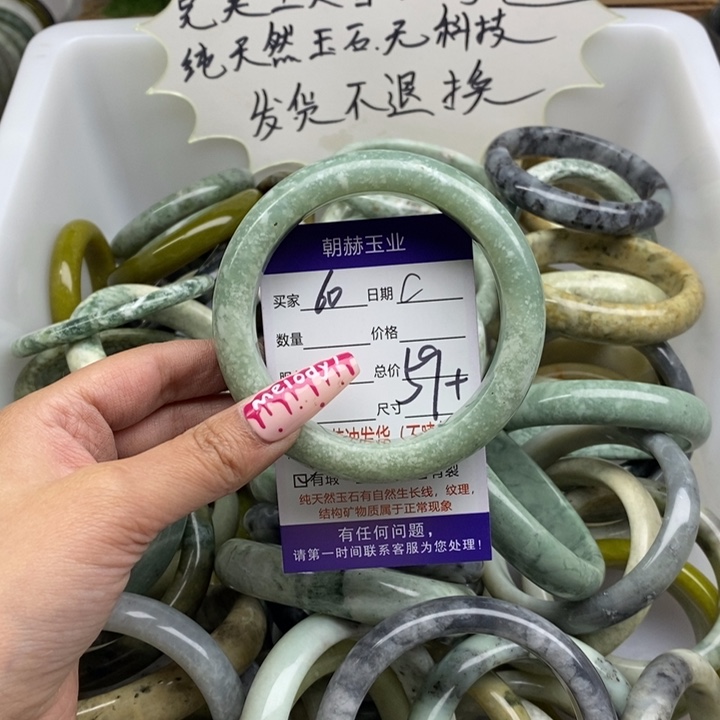 纯天然玉石.无科技
发货不退换
朝赫玉业
买家 60 日期 C
数量 价格
总价 59+
尺寸
纯天然玉石有自然生长线，纹理，
结构矿物质属于正常现象
有任何问题，
请第一时间联系客服为您处理！
melody